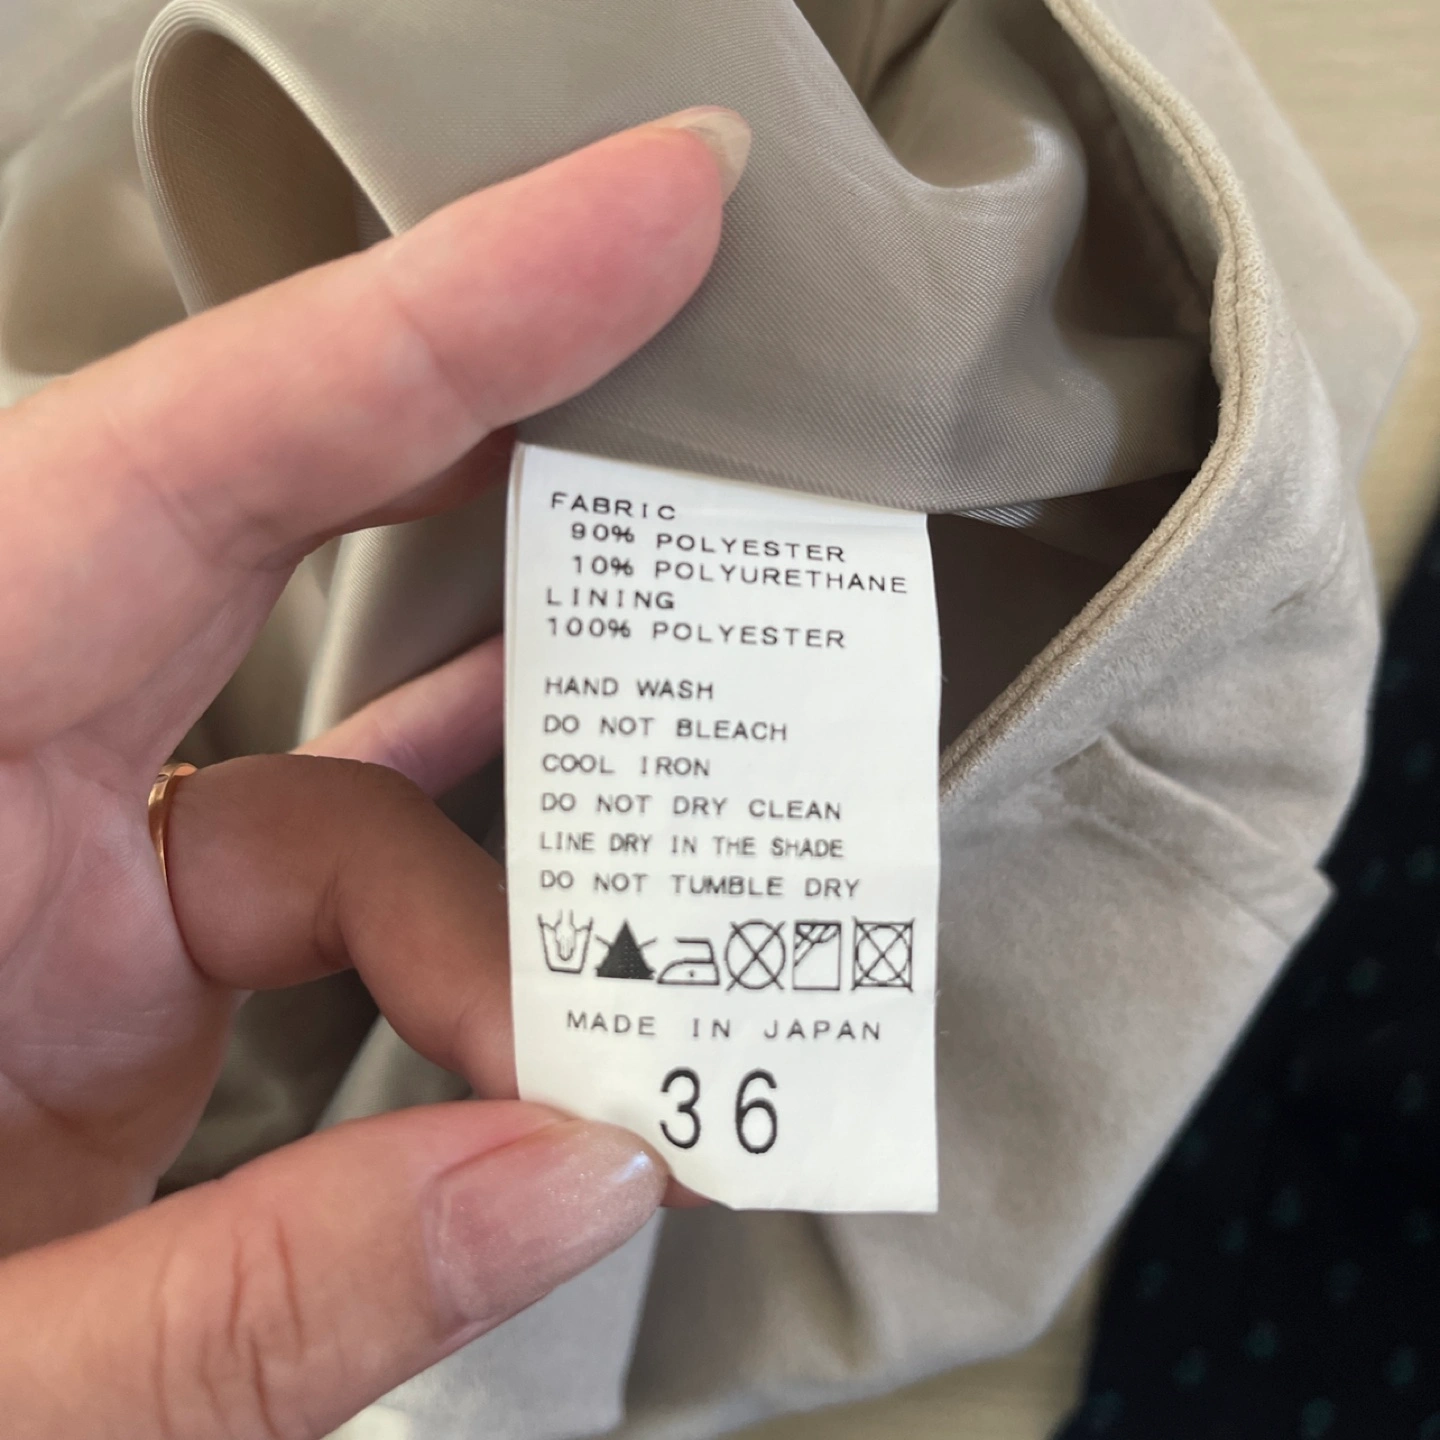 FABRIC
90% POLYESTER
10% POLYURETHANE
LINING
100% POLYESTER
HAND WASH
DO NOT BLEACH
COOL IRON
DO NOT DRY CLEAN
LINE DRY IN THE SHADE
DO NOT TUMBLE DRY
MADE IN JAPAN
36